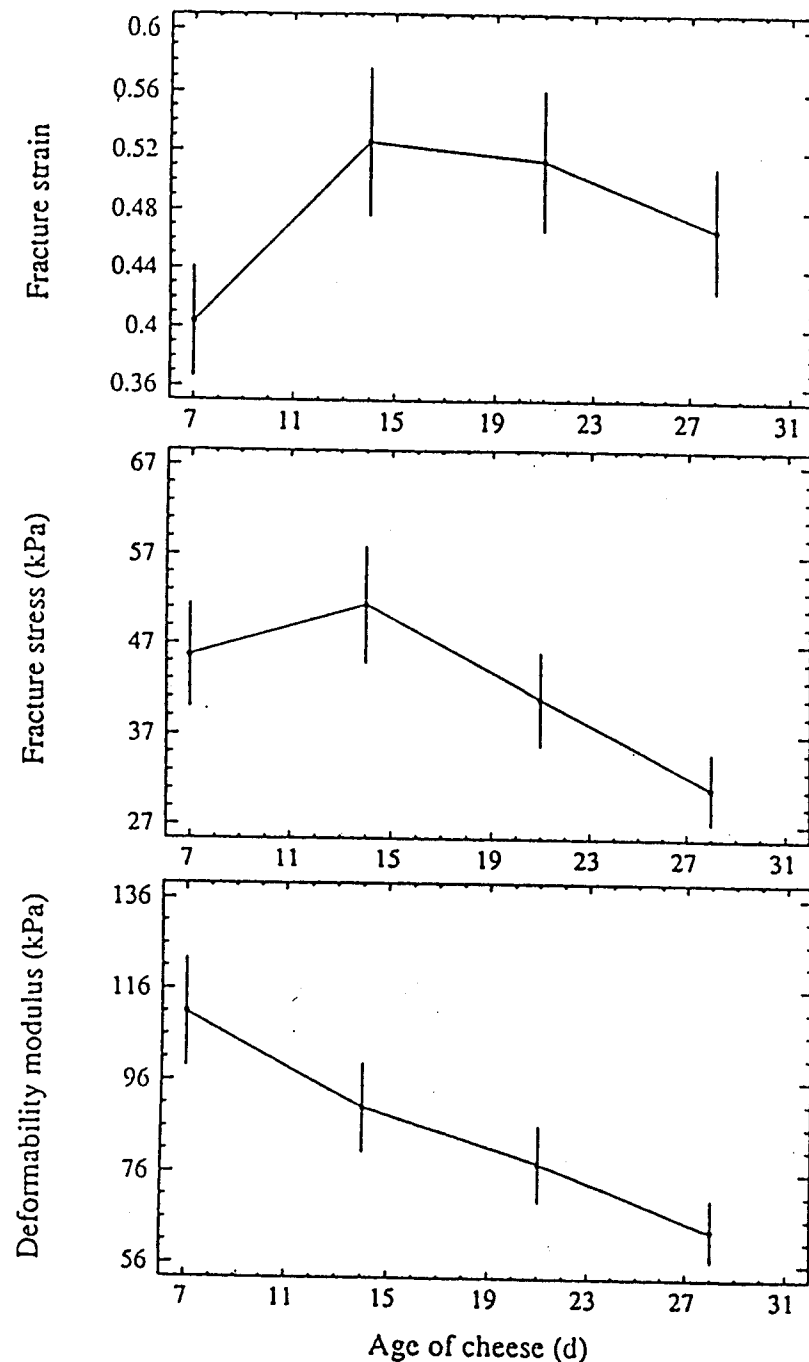 Fracture strain
0.6
0.56
0.52
0.48
0.44
0.4
0.36
7 11 15 19 23 27 31
Fracture stress (kPa)
67
57
47
37
27
7 11 15 19 23 27 31
Deformability modulus (kPa)
136
116
96
76
56
7 11 15 19 23 27 31
Age of cheese (d)